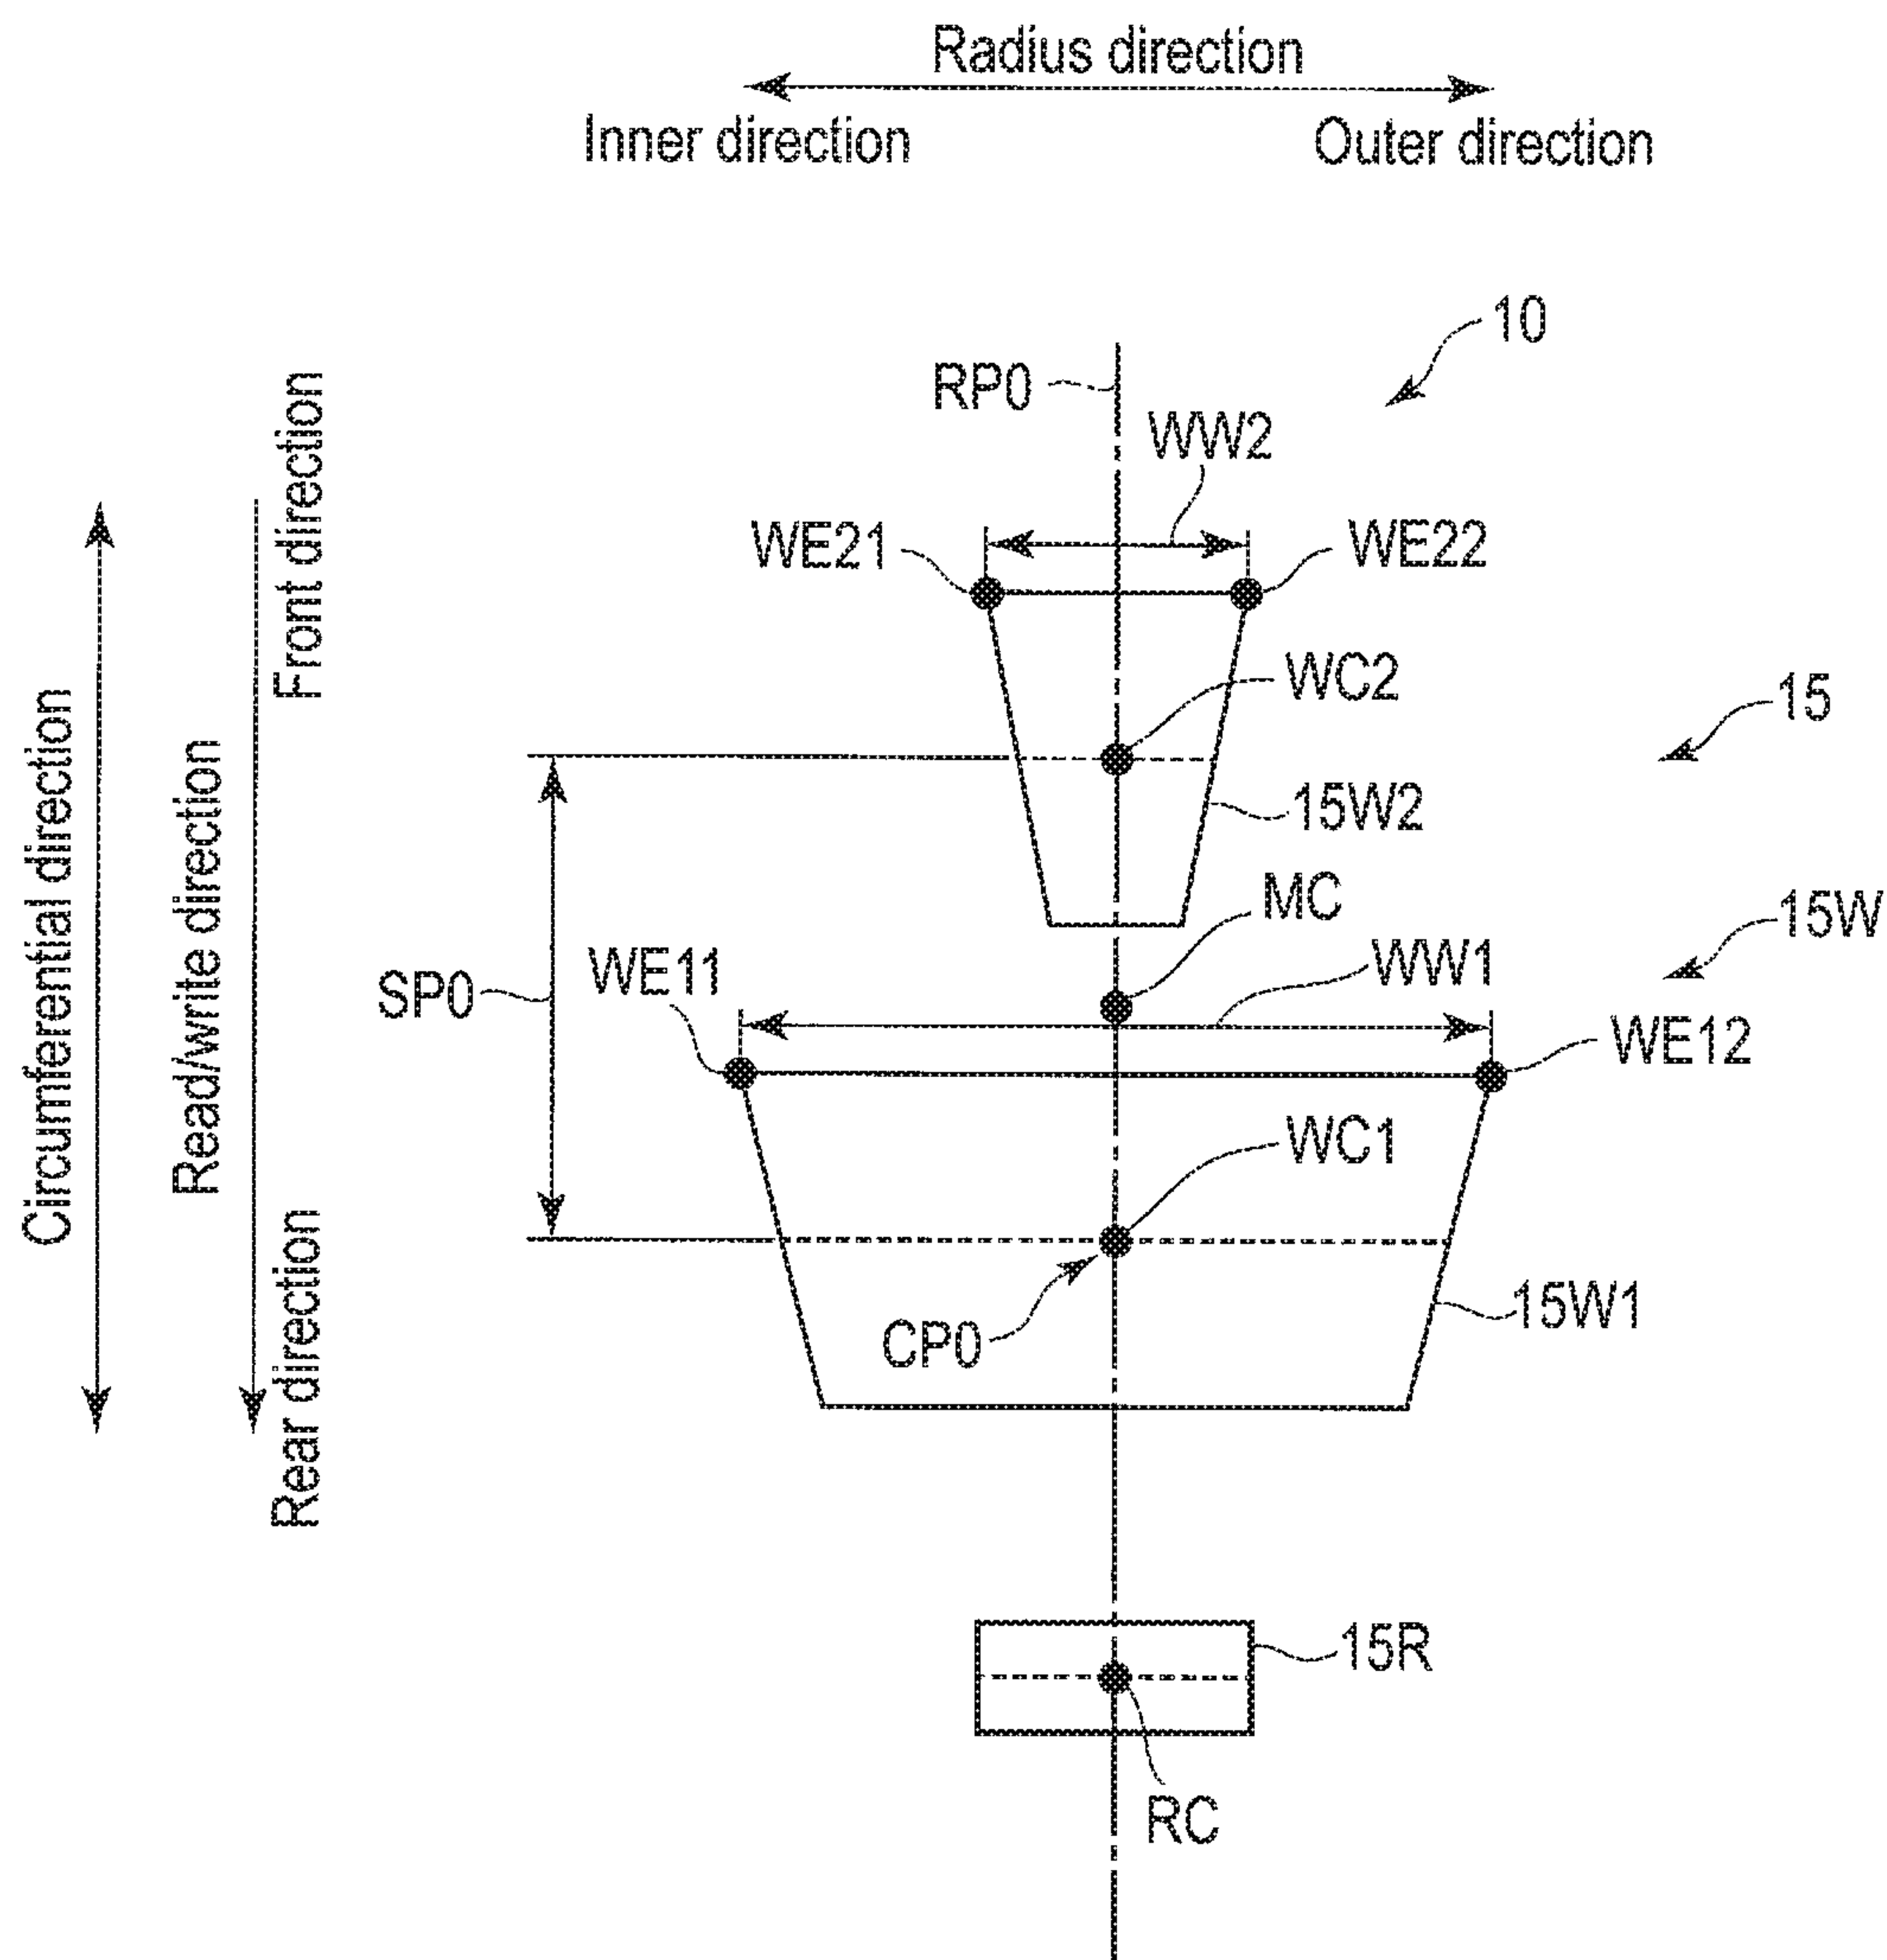 Radius direction
Inner direction
Outer direction
10
RP0
WW2
Front direction
WE21
WE22
WC2
15
Circumferential direction
Read/write direction
15W2
MC
15W
WE11
WW1
SP0
WE12
WC1
Rear direction
15W1
CP0
15R
RC